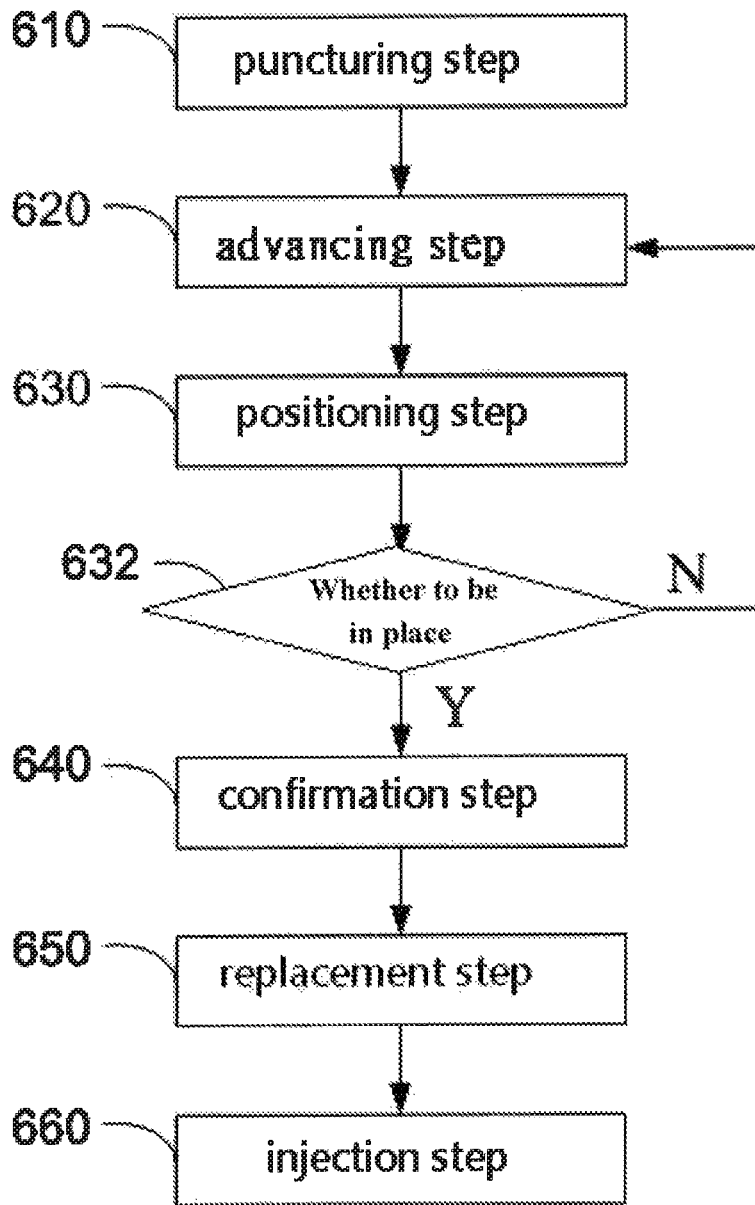 610
puncturing step
620
advancing step
630
positioning step
632
Whether to be
in place
N
Y
640
confirmation step
650
replacement step
660
injection step